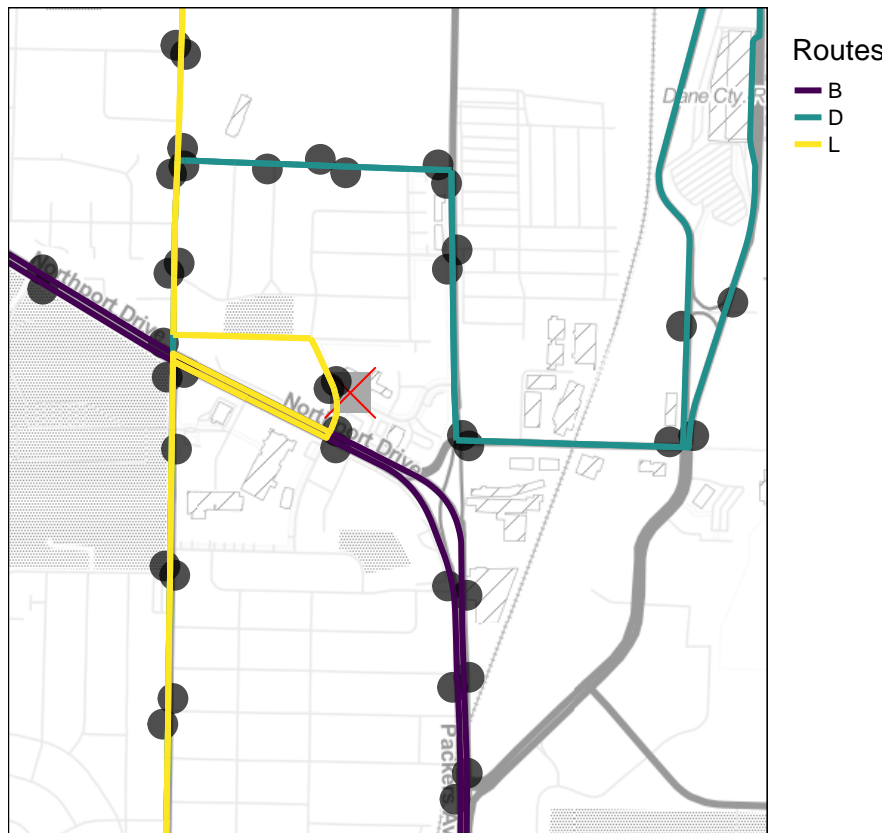 Routes
B
D
L
Dane Cty. R
Northport Drive
Northport Drive
Packers Av